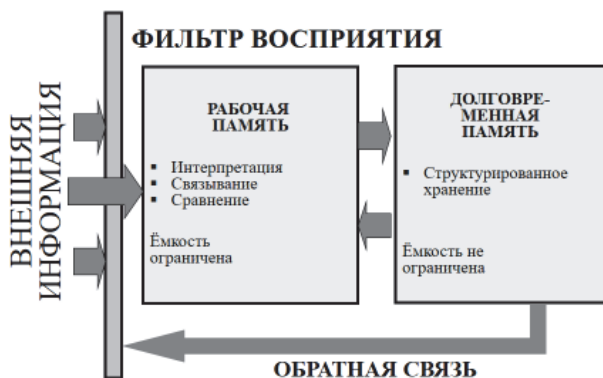 ФИЛЬТР ВОСПРИЯТИЯ
ВНЕШНЯЯ
ИНФОРМАЦИЯ
РАБОЧАЯ
ПАМЯТЬ
▪ Интерпретация
▪ Связывание
▪ Сравнение
Ёмкость
ограничена
ДОЛГОВРЕ-
МЕННАЯ
ПАМЯТЬ
▪ Структурированное
хранение
Ёмкость не
ограничена
ОБРАТНАЯ СВЯЗЬ